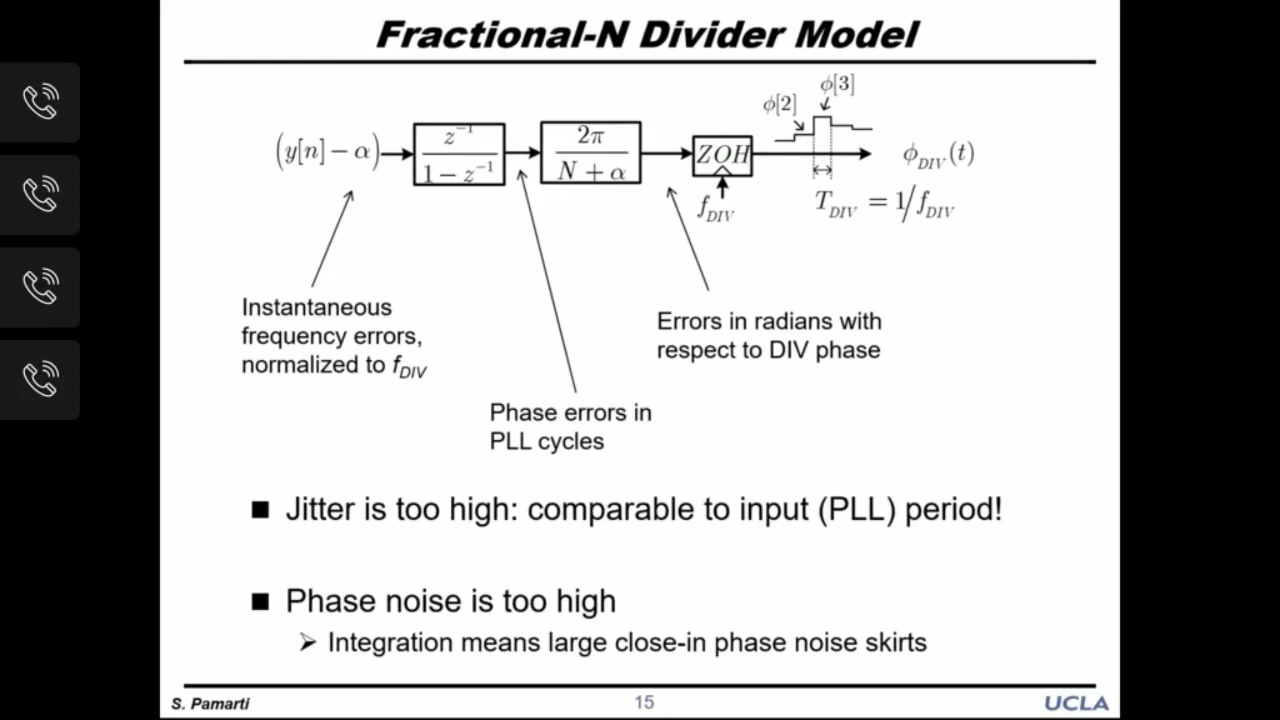 Fractional-N Divider Model
ϕ[3]
ϕ[2]
(y[n] − α)
z⁻¹
1 − z⁻¹
2π
N + α
ZOH
ϕ_DIV(t)
f_DIV
T_DIV = 1/f_DIV
Instantaneous
frequency errors,
normalized to f_DIV
Errors in radians with
respect to DIV phase
Phase errors in
PLL cycles
■ Jitter is too high: comparable to input (PLL) period!
■ Phase noise is too high
➢ Integration means large close-in phase noise skirts
S. Pamarti
15
UCLA